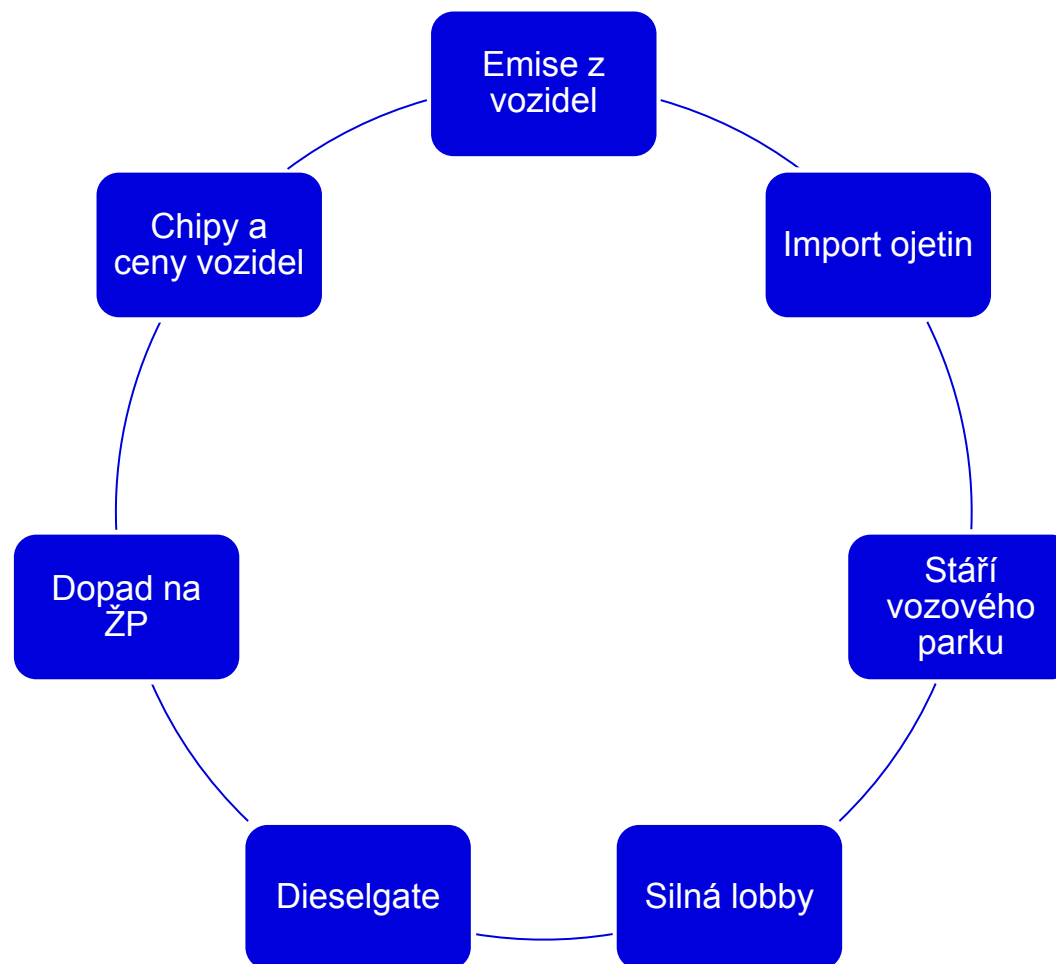 Emise z
vozidel
Import ojetin
Stáří
vozového
parku
Silná lobby
Dieselgate
Dopad na
ŽP
Chipy a
ceny vozidel